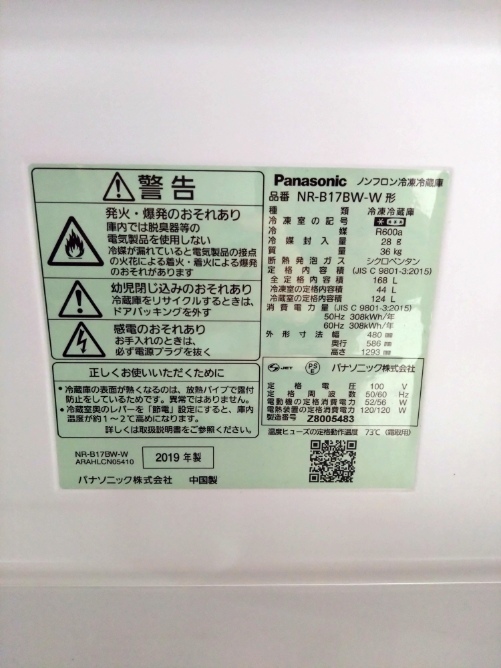 警告
発火・爆発のおそれあり
庫内では脱臭器等の
電気製品を使用しない
冷媒が漏れていると電気製品の接点
の火花による着火・着火による爆発
のおそれがあります
幼児閉じ込みのおそれあり
冷蔵庫をリサイクルするときは、
ドアパッキングを外す
感電のおそれあり
お手入れのときは、
必ず電源プラグを抜く
正しくお使いいただくために
・冷蔵庫の表面が熱くなるのは、放熱パイプで露付
防止をしているためです。異常ではありません。
・冷蔵室奥のレバーを「節電」設定にすると、庫内
温度が約1〜2℃高めになります。
詳しくは取扱説明書をご参照ください。
NR-B17BW-W
ARAHLCN05410
2019 年製
パナソニック株式会社 中国製
Panasonic ノンフロン冷凍冷蔵庫
品番 NR-B17BW-W 形
種類 冷凍冷蔵庫
冷凍室の記号
冷媒 R600a
冷媒封入量 28 g
質量 36 kg
断熱発泡ガス シクロペンタン
定格内容積 (JIS C 9801-3:2015)
全定格内容積 168 L
冷凍室の定格内容積 44 L
冷蔵室の定格内容積 124 L
消費電力量 (JIS C 9801-3:2015)
50Hz 308kWh/年
60Hz 308kWh/年
外形寸法 幅 480 mm
奥行 586 mm
高さ 1293 mm
JET PS E パナソニック株式会社
定格電圧 100 V
定格周波数 50/60 Hz
電動機の定格消費電力 52/56 W
電熱装置の定格消費電力 120/120 W
製造番号 Z8005483
温度ヒューズの定格動作温度 73℃ (霜取用)